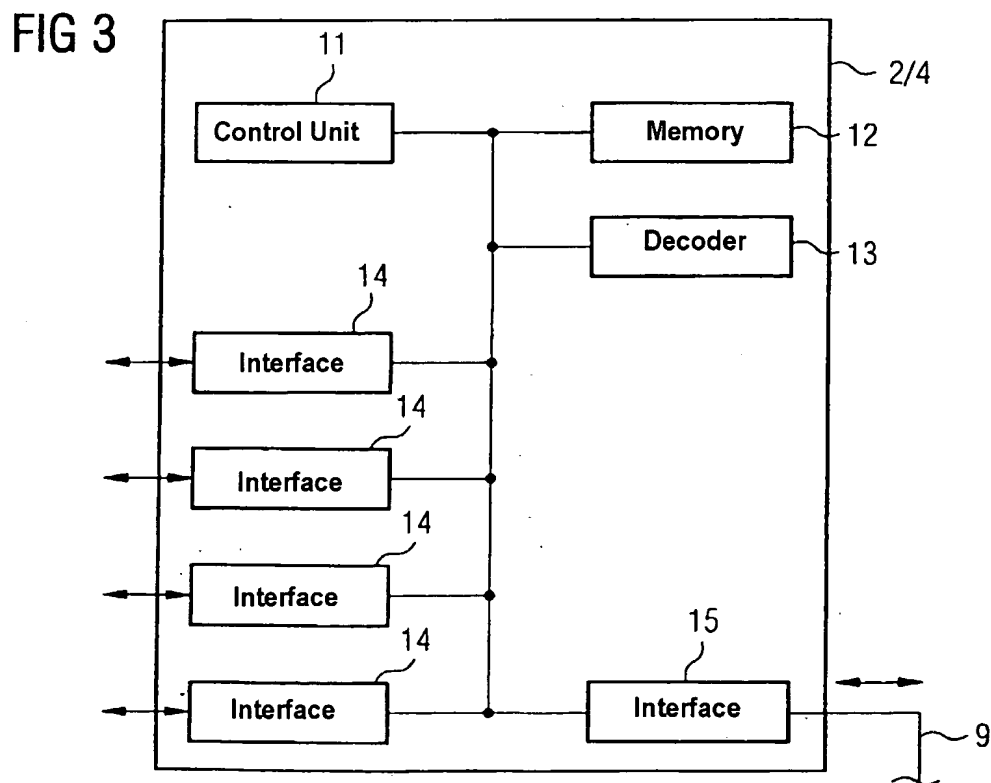 FIG 3
11
2/4
Control Unit
Memory
12
Decoder
13
14
Interface
14
Interface
14
Interface
14
15
Interface
Interface
9